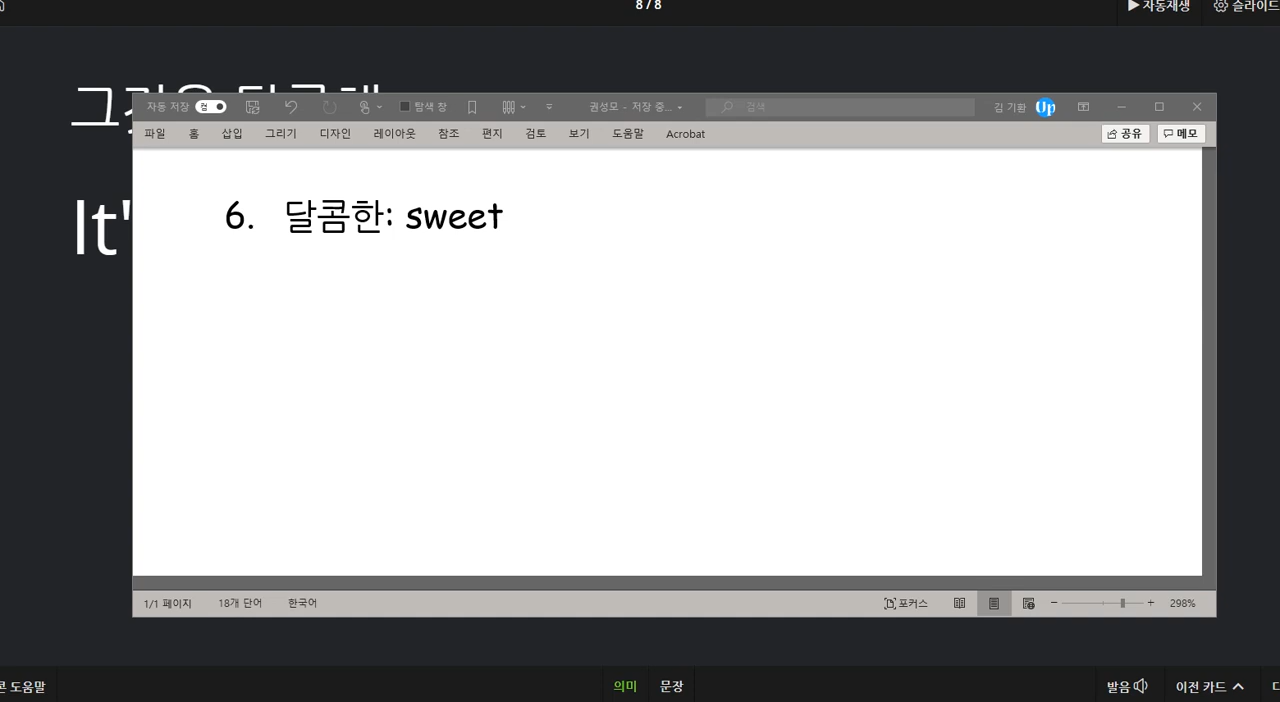 8 / 8
자동재생
슬라이드
It'
자동 저장 켬
탐색 창
권성모 - 저장 중...
검색
김 기환
Up
파일 홈 삽입 그리기 디자인 레이아웃 참조 편지 검토 보기 도움말 Acrobat
공유
메모
6. 달콤한: sweet
1/1 페이지 18개 단어 한국어
포커스
- + 298%
도움말
의미 문장
발음
이전 카드